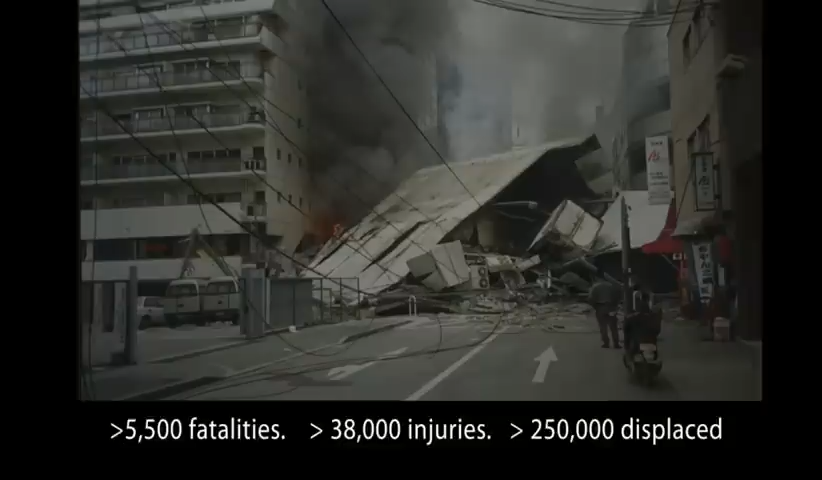 >5,500 fatalities. > 38,000 injuries. > 250,000 displaced